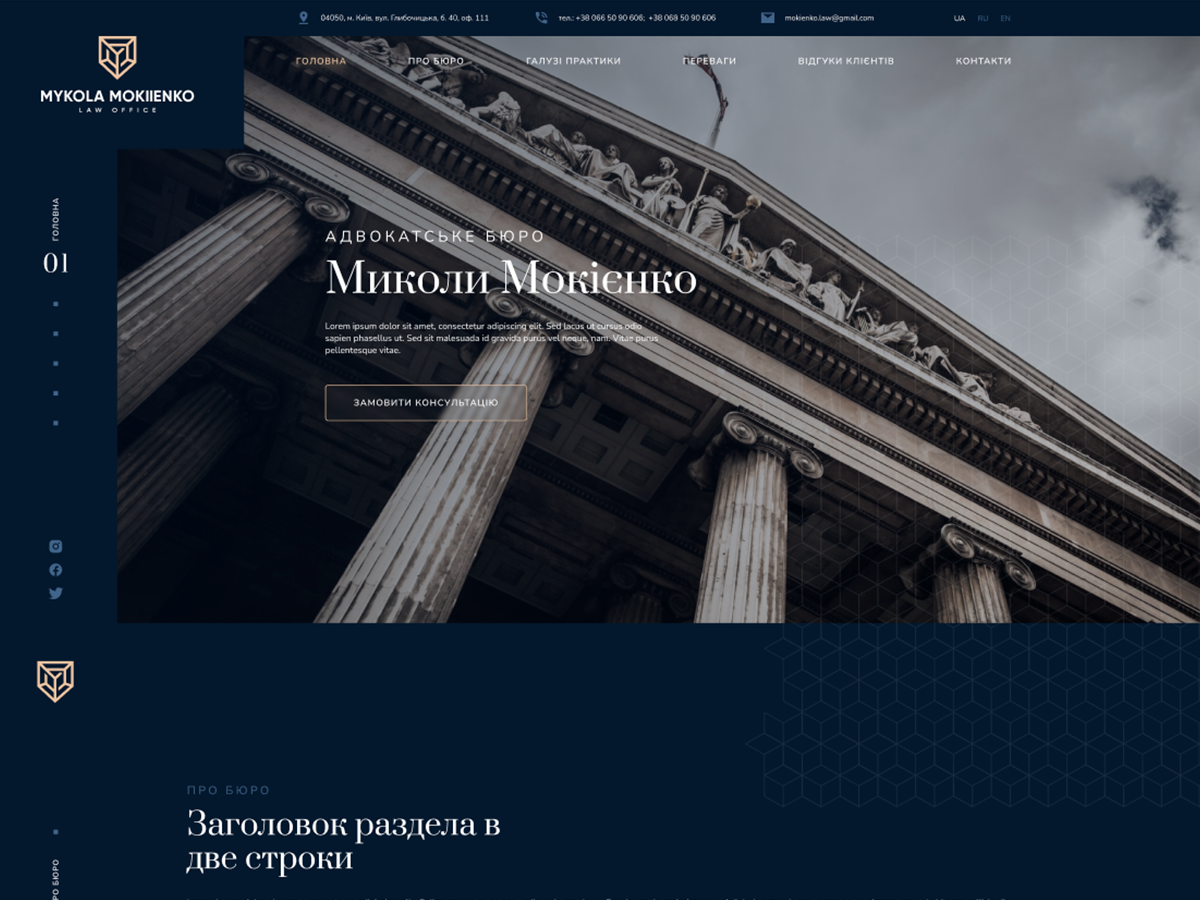 04050, м. Київ, вул. Глибочицька, б. 40, оф. 111
тел.: +38 066 50 90 606; +38 068 50 90 606
mokienko.law@gmail.com
UA RU EN
MYKOLA MOKIIENKO
LAW OFFICE
ГОЛОВНА ПРО БЮРО ГАЛУЗІ ПРАКТИКИ ПЕРЕВАГИ ВІДГУКИ КЛІЄНТІВ КОНТАКТИ
ГОЛОВНА
01
АДВОКАТСЬКЕ БЮРО
Миколи Мокієнко
Lorem ipsum dolor sit amet, consectetur adipiscing elit. Sed lacus ut cursus odio
sapien phasellus ut. Sed sit malesuada id gravida purus vel neque, nam. Vitae purus
pellentesque vitae.
ЗАМОВИТИ КОНСУЛЬТАЦІЮ
ПРО БЮРО
Заголовок раздела в
две строки
РО БЮРО